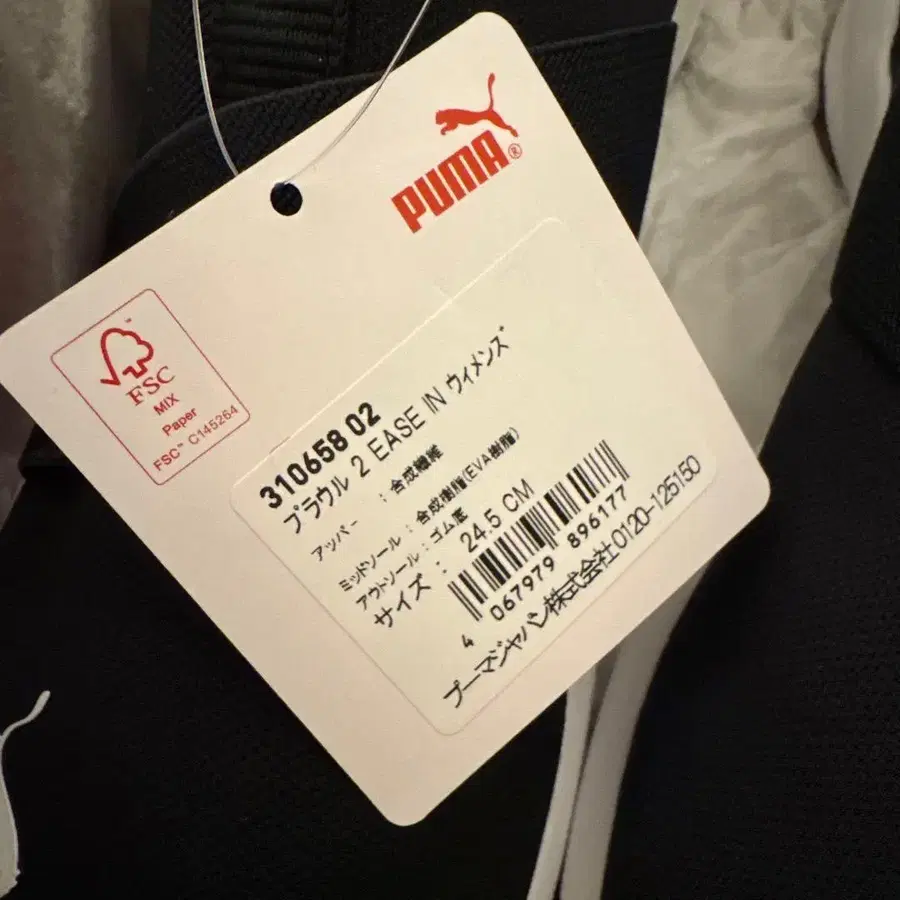 PUMA®
FSC™
MIX
Paper
FSC™ C145264
310658 02
プラウル 2 EASE IN ウィメンズ
アッパー : 合成繊維
ミッドソール : 合成樹脂(EVA樹脂)
アウトソール : ゴム底
サイズ : 24.5 CM
4 067979 896177
プーマジャパン株式会社 0120-125150